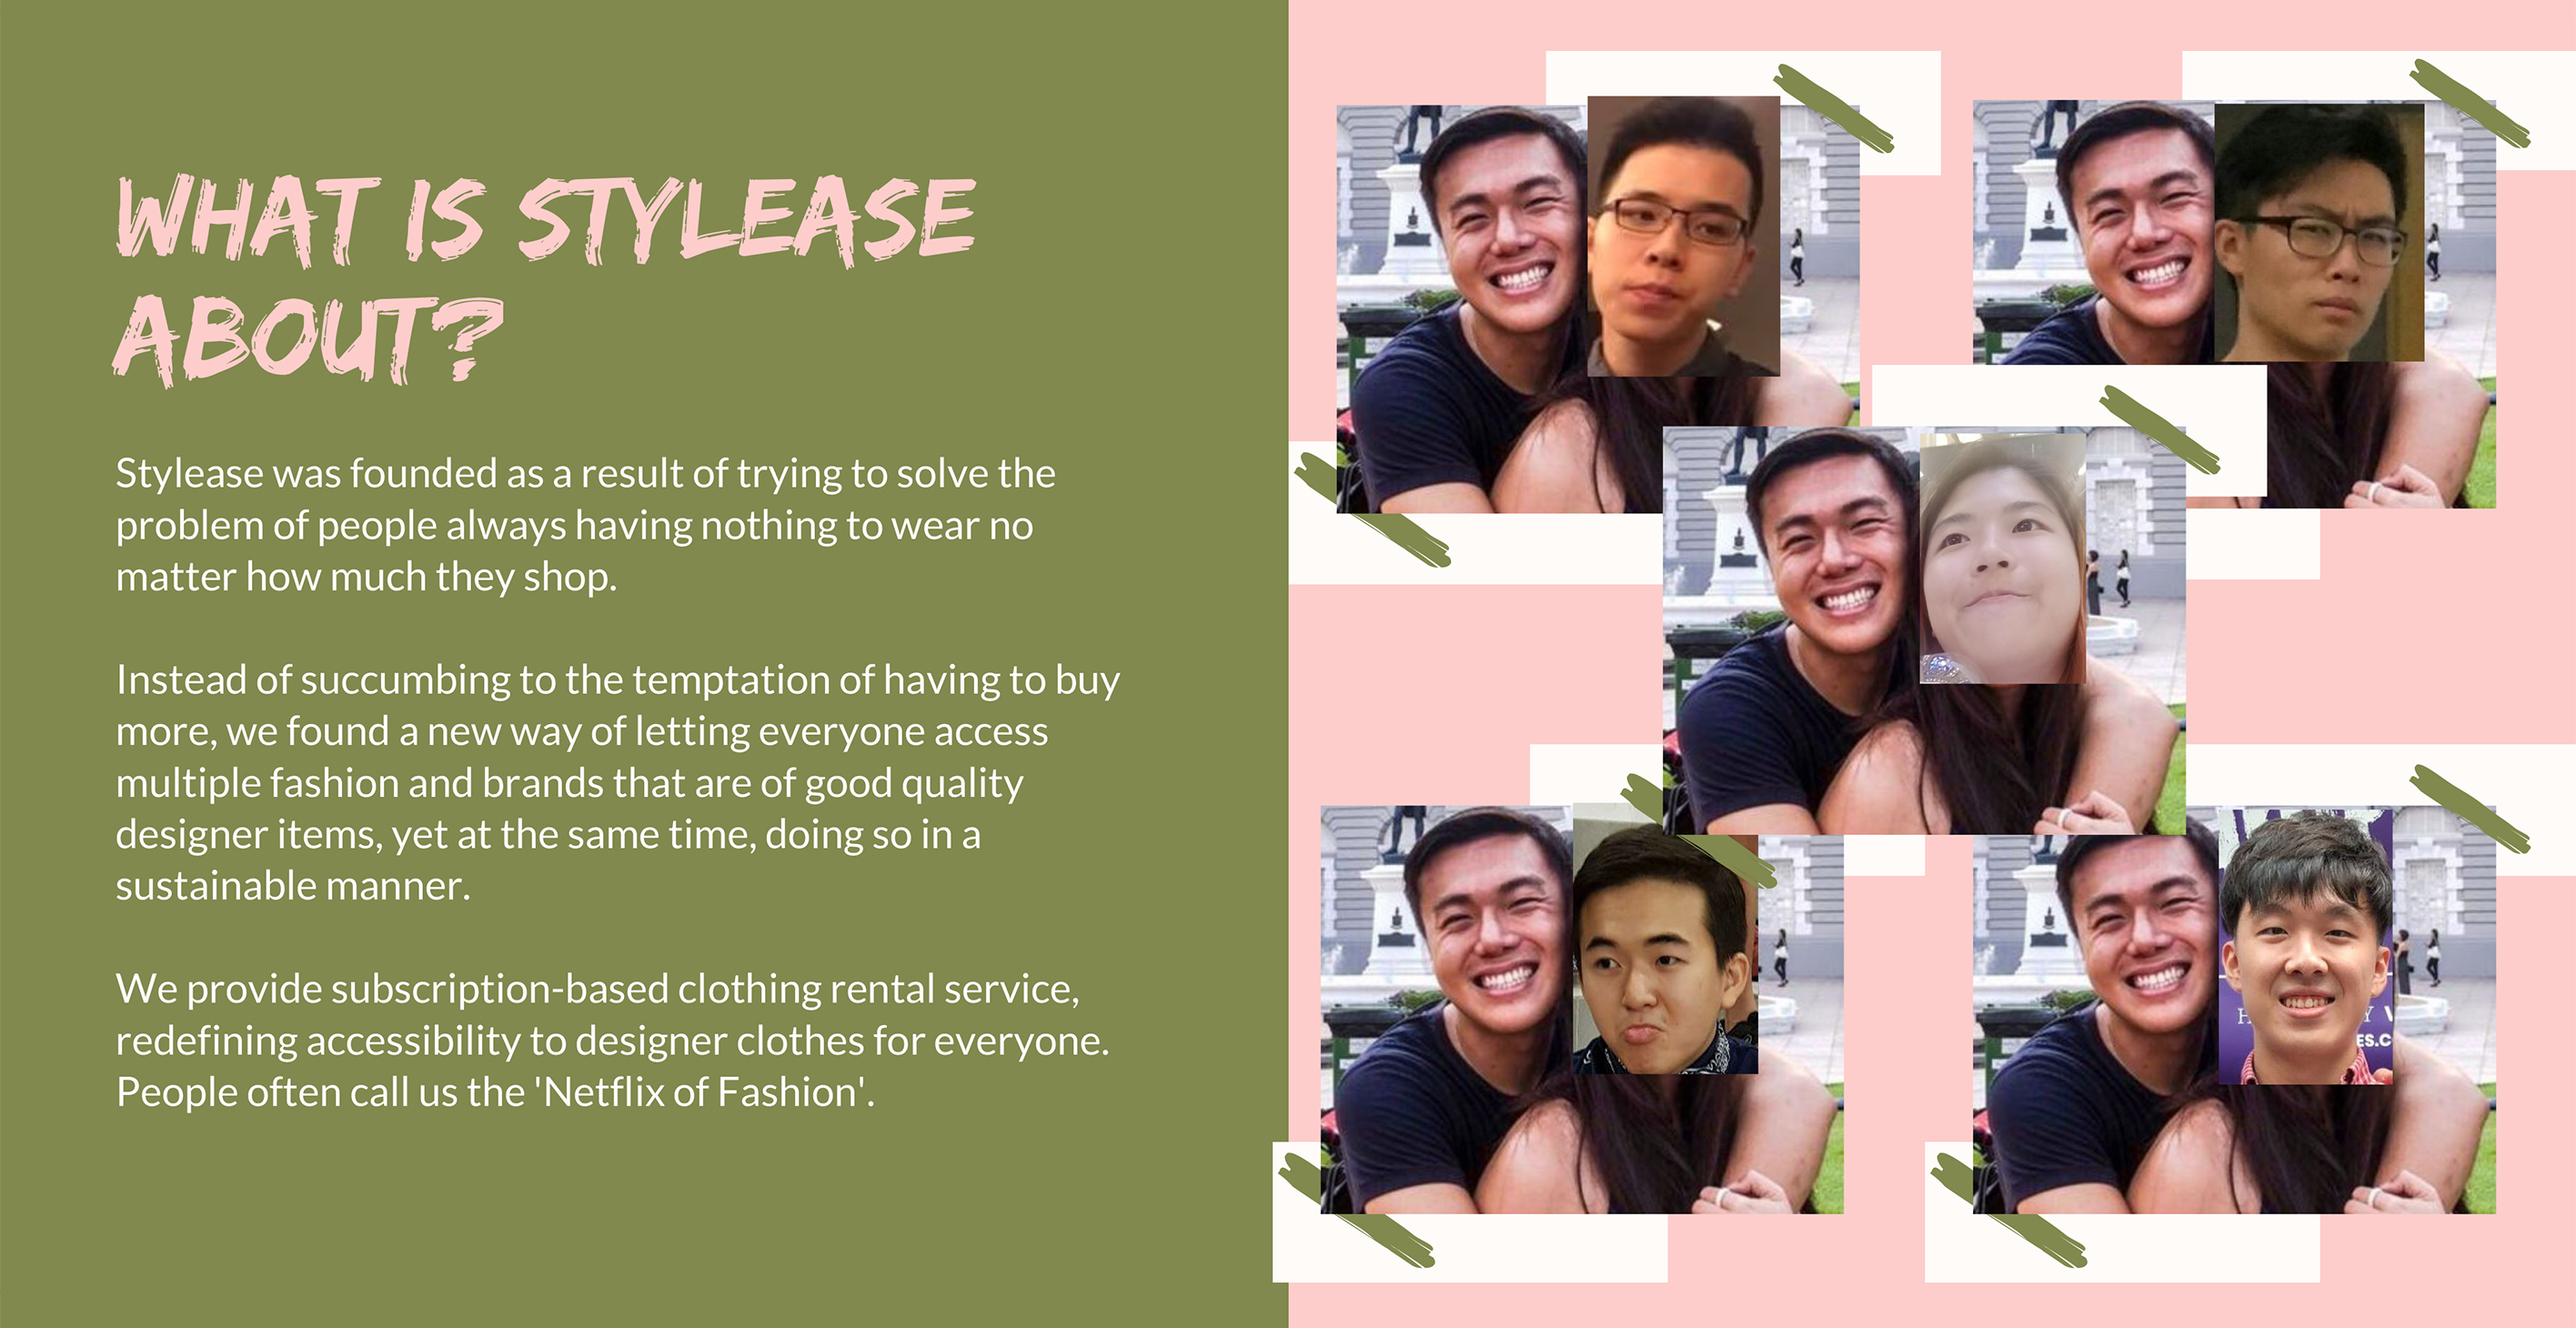 WHAT IS STYLEASE
ABOUT?
Stylease was founded as a result of trying to solve the
problem of people always having nothing to wear no
matter how much they shop.
Instead of succumbing to the temptation of having to buy
more, we found a new way of letting everyone access
multiple fashion and brands that are of good quality
designer items, yet at the same time, doing so in a
sustainable manner.
We provide subscription-based clothing rental service,
redefining accessibility to designer clothes for everyone.
People often call us the 'Netflix of Fashion'.